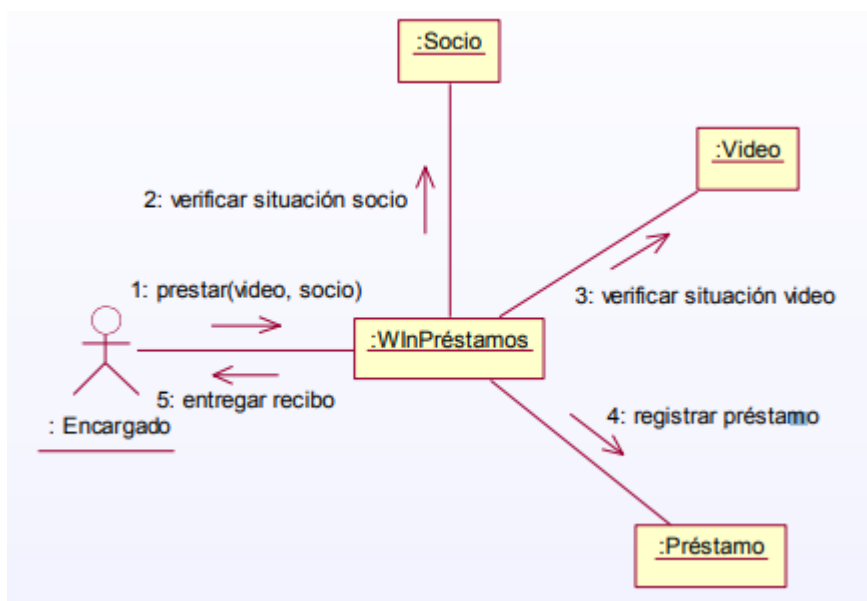 :Socio
:Video
2: verificar situación socio
1: prestar(video, socio)
3: verificar situación video
:WInPréstamos
5: entregar recibo
: Encargado
4: registrar préstamo
:Préstamo